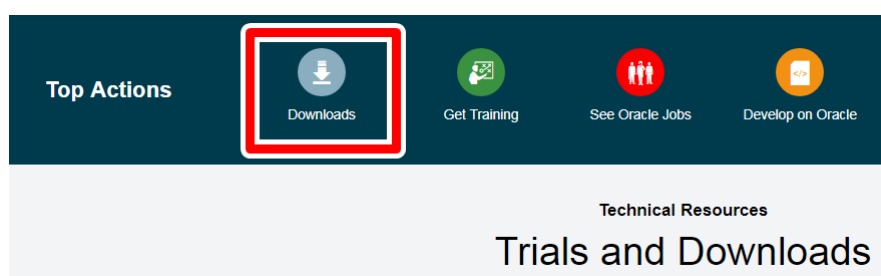 Top Actions
Downloads
Get Training
See Oracle Jobs
Develop on Oracle
Technical Resources
Trials and Downloads